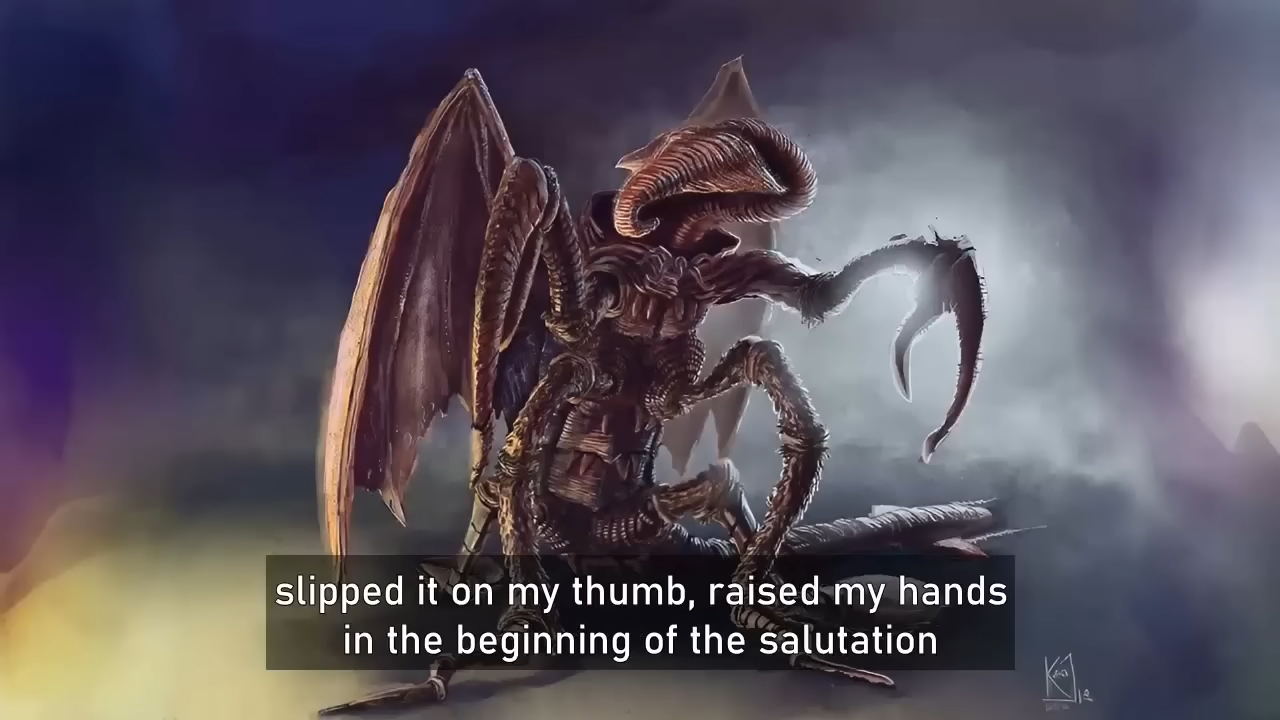 slipped it on my thumb, raised my hands
in the beginning of the salutation